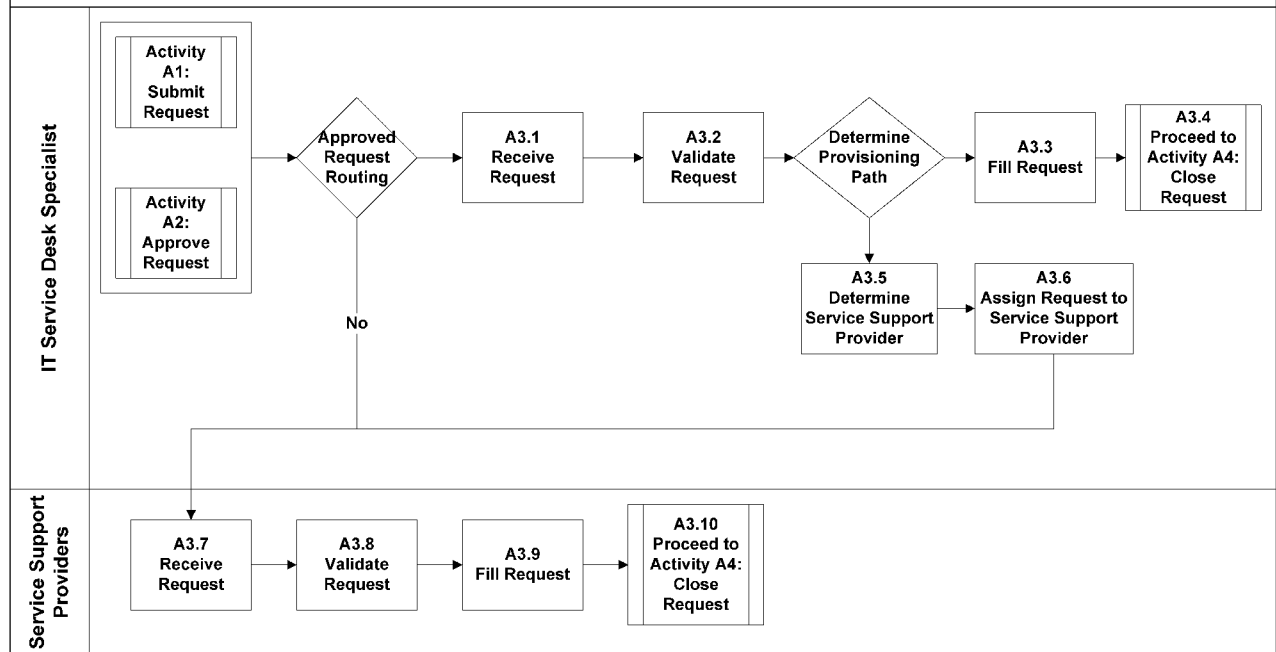 IT Service Desk Specialist
Activity
A1:
Submit
Request
Activity
A2:
Approve
Request
Approved
Request
Routing
No
A3.1
Receive
Request
A3.2
Validate
Request
Determine
Provisioning
Path
A3.3
Fill Request
A3.4
Proceed to
Activity A4:
Close
Request
A3.5
Determine
Service Support
Provider
A3.6
Assign Request to
Service Support
Provider
Service Support
Providers
A3.7
Receive
Request
A3.8
Validate
Request
A3.9
Fill Request
A3.10
Proceed to
Activity A4:
Close
Request